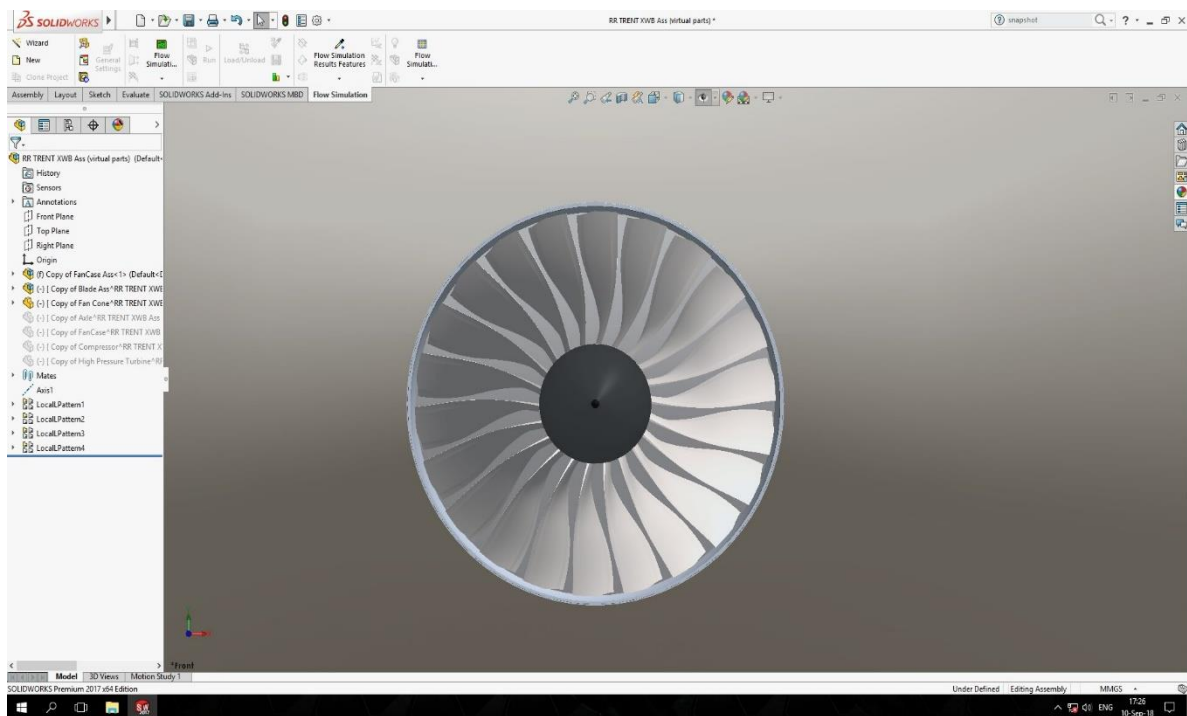 SOLIDWORKS
RR TRENT XWB Ass (virtual parts) *
snapshot
Wizard
New
Clone Project
General Settings
Flow Simulati...
Run
Load/Unload
Flow Simulation Results Features
Flow Simulati...
Assembly Layout Sketch Evaluate SOLIDWORKS Add-Ins SOLIDWORKS MBD Flow Simulation
RR TRENT XWB Ass (virtual parts) (Default<
History
Sensors
Annotations
Front Plane
Top Plane
Right Plane
Origin
(f) Copy of FanCase Ass<1> (Default<D
(-) [ Copy of Blade Ass^RR TRENT XWE
(-) [ Copy of Fan Cone^RR TRENT XWE
(-) [ Copy of Axle^RR TRENT XWB Ass
(-) [ Copy of FanCase^RR TRENT XWB
(-) [ Copy of Compressor^RR TRENT X
(-) [ Copy of High Pressure Turbine^RF
Mates
Axis1
LocalLPattern1
LocalLPattern2
LocalLPattern3
LocalLPattern4
*Front
Model 3D Views Motion Study 1
SOLIDWORKS Premium 2017 x64 Edition
Under Defined Editing Assembly MMGS
ENG
17:26
10-Sep-18